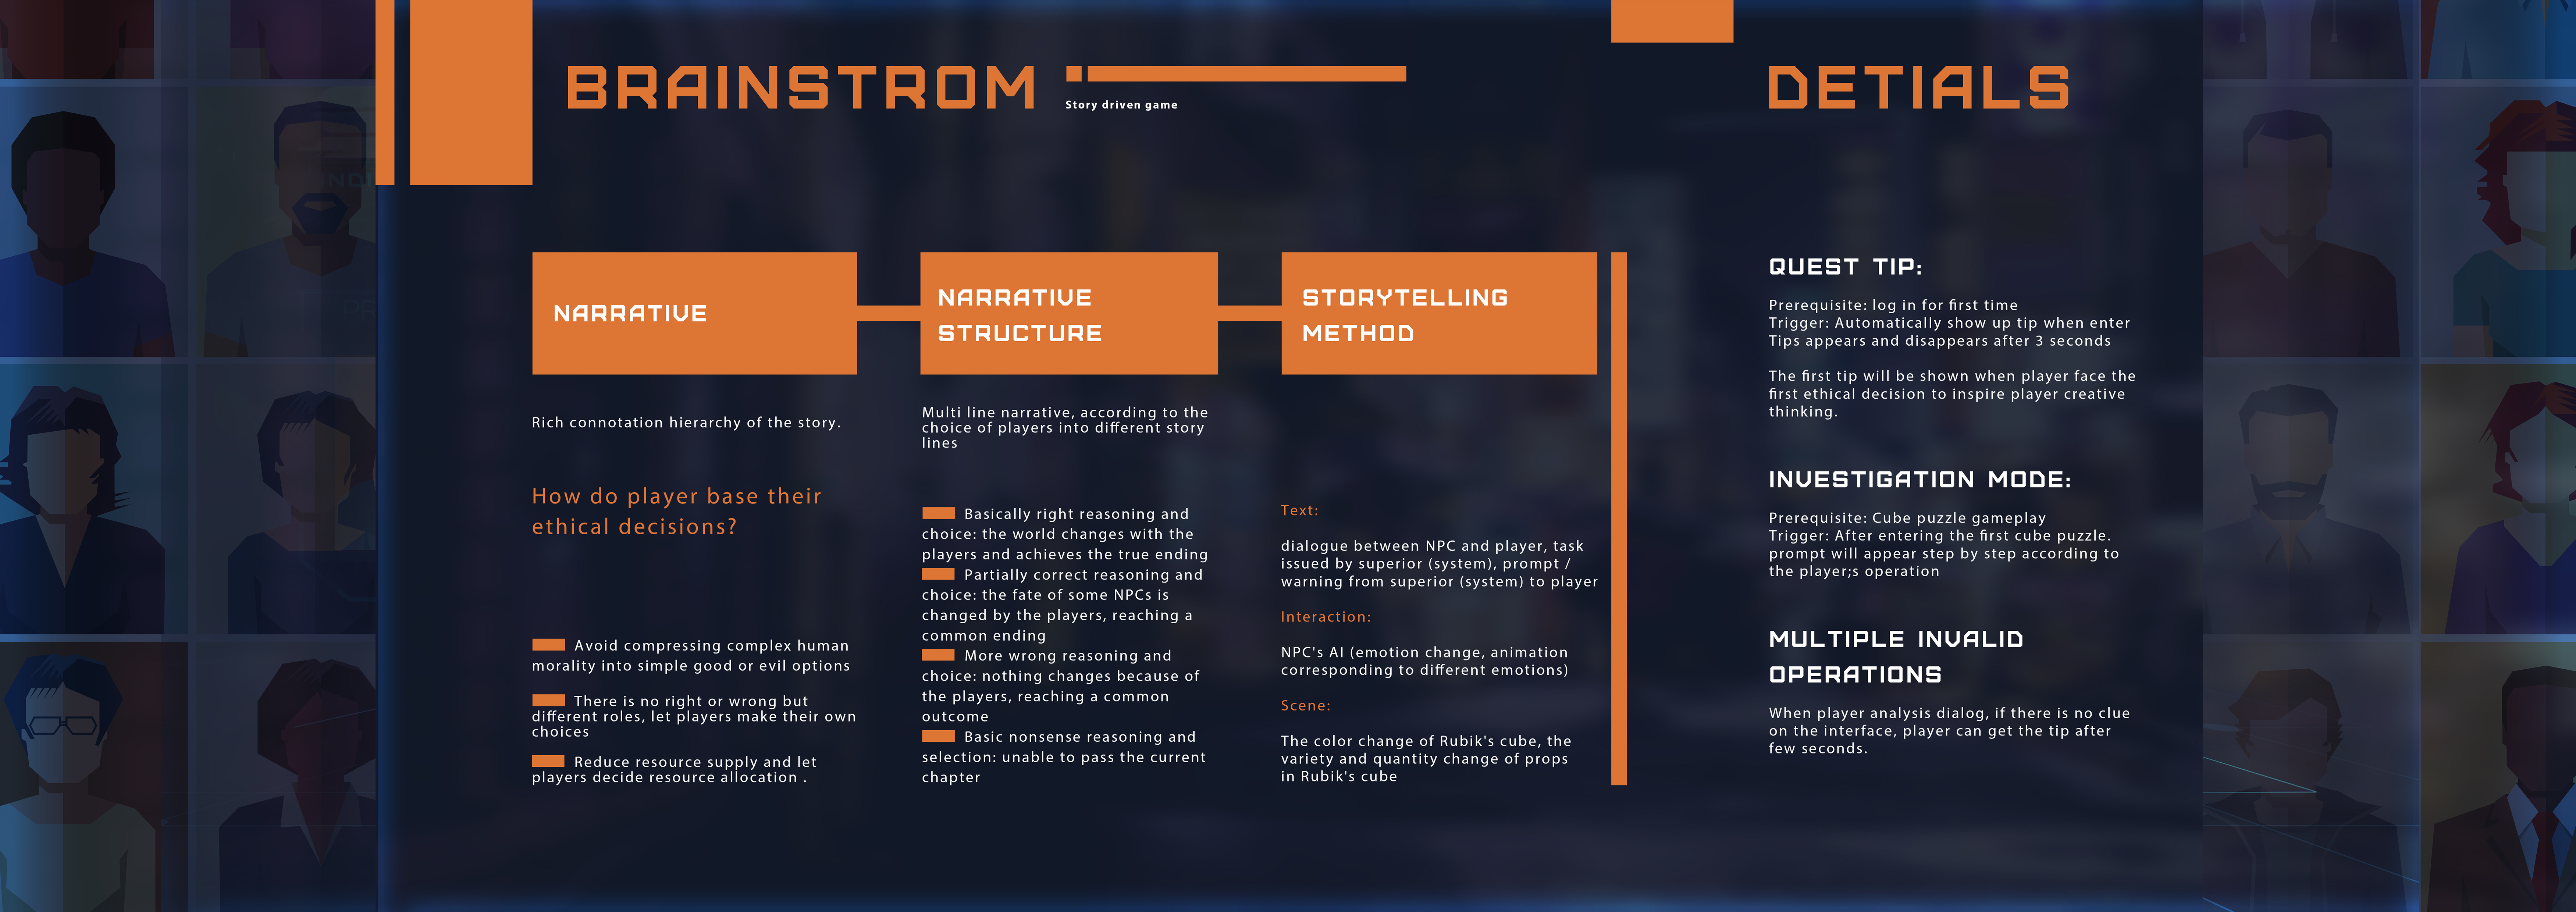 BRAINSTROM
Story driven game
NARRATIVE
Rich connotation hierarchy of the story.
How do player base their
ethical decisions?
Avoid compressing complex human
morality into simple good or evil options
There is no right or wrong but
different roles, let players make their own
choices
Reduce resource supply and let
players decide resource allocation .
NARRATIVE
STRUCTURE
Multi line narrative, according to the
choice of players into different story
lines
Basically right reasoning and
choice: the world changes with the
players and achieves the true ending
Partially correct reasoning and
choice: the fate of some NPCs is
changed by the players, reaching a
common ending
More wrong reasoning and
choice: nothing changes because of
the players, reaching a common
outcome
Basic nonsense reasoning and
selection: unable to pass the current
chapter
STORYTELLING
METHOD
Text:
dialogue between NPC and player, task
issued by superior (system), prompt /
warning from superior (system) to player
Interaction:
NPC's AI (emotion change, animation
corresponding to different emotions)
Scene:
The color change of Rubik's cube, the
variety and quantity change of props
in Rubik's cube
DETIALS
QUEST TIP:
Prerequisite: log in for first time
Trigger: Automatically show up tip when enter
Tips appears and disappears after 3 seconds
The first tip will be shown when player face the
first ethical decision to inspire player creative
thinking.
INVESTIGATION MODE:
Prerequisite: Cube puzzle gameplay
Trigger: After entering the first cube puzzle.
prompt will appear step by step according to
the player;s operation
MULTIPLE INVALID
OPERATIONS
When player analysis dialog, if there is no clue
on the interface, player can get the tip after
few seconds.